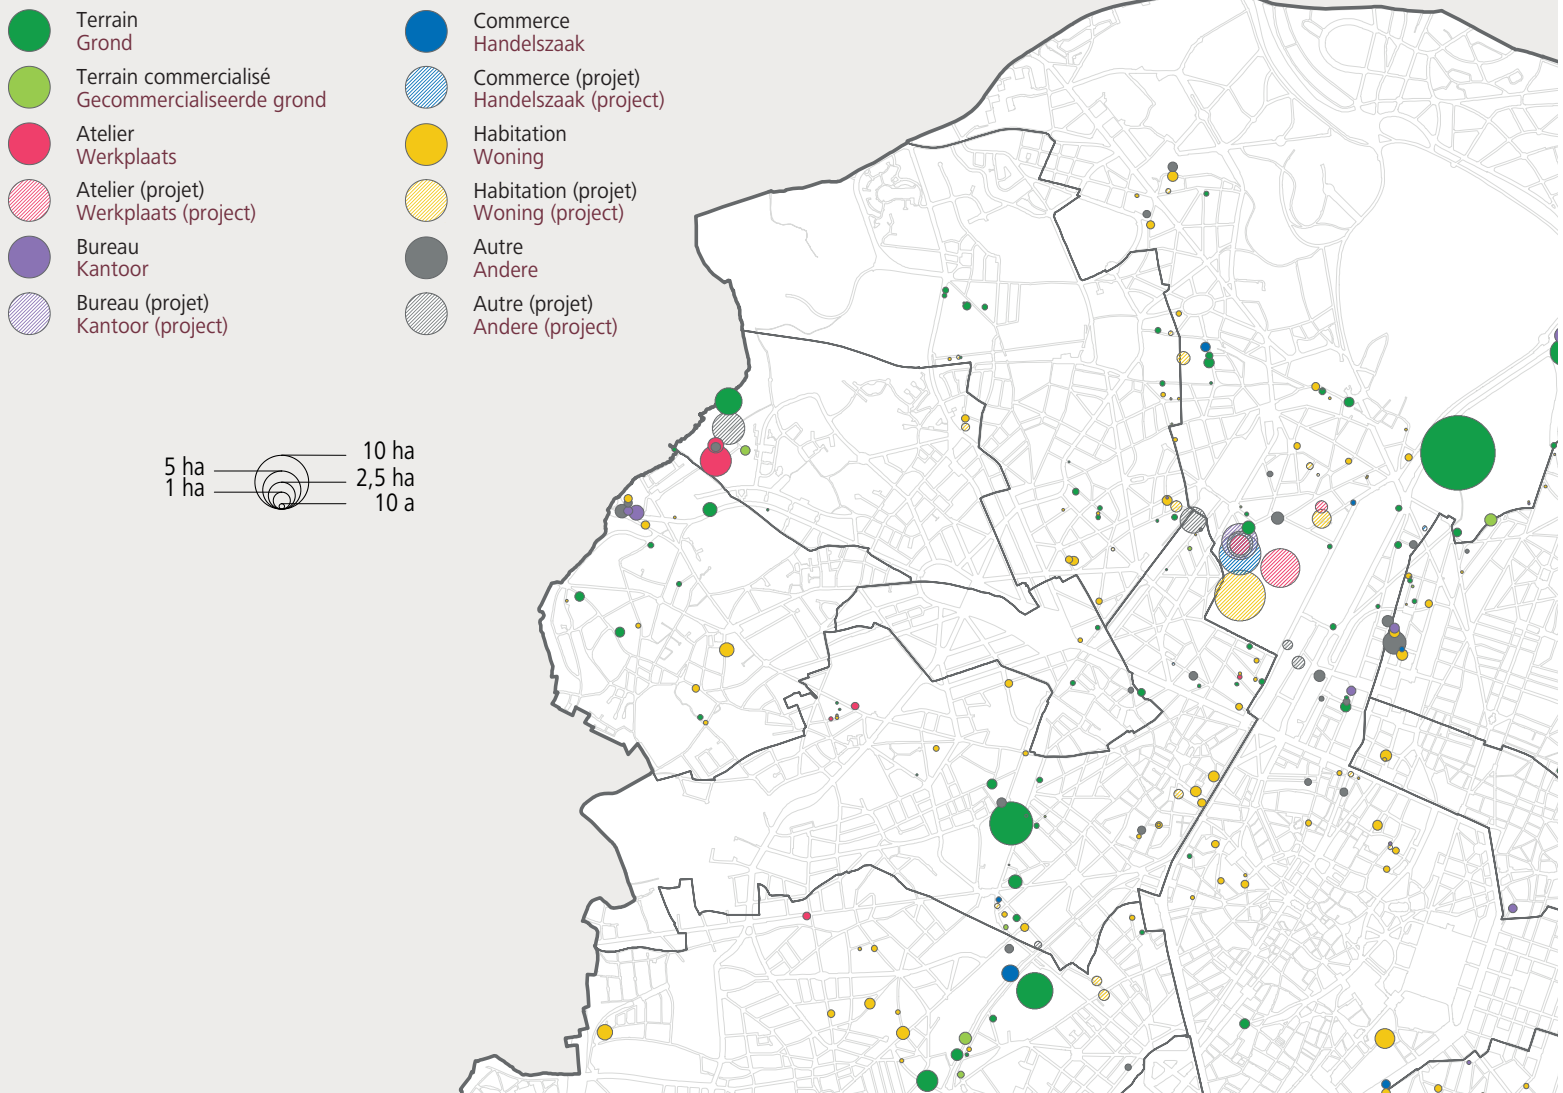 Terrain
Grond
Terrain commercialisé
Gecommercialiseerde grond
Atelier
Werkplaats
Atelier (projet)
Werkplaats (project)
Bureau
Kantoor
Bureau (projet)
Kantoor (project)
Commerce
Handelszaak
Commerce (projet)
Handelszaak (project)
Habitation
Woning
Habitation (projet)
Woning (project)
Autre
Andere
Autre (projet)
Andere (project)
10 ha
5 ha
2,5 ha
1 ha
10 a